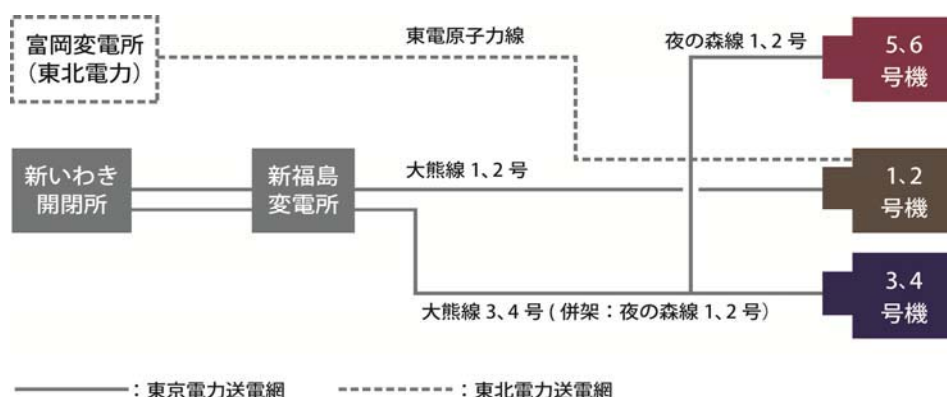 富岡変電所
(東北電力)
東電原子力線
夜の森線 1、2 号
5、6
号機
新いわき
開閉所
新福島
変電所
大熊線 1、2 号
1、2
号機
大熊線 3、4 号 ( 併架：夜の森線 1、2 号)
3、4
号機
：東京電力送電網
：東北電力送電網